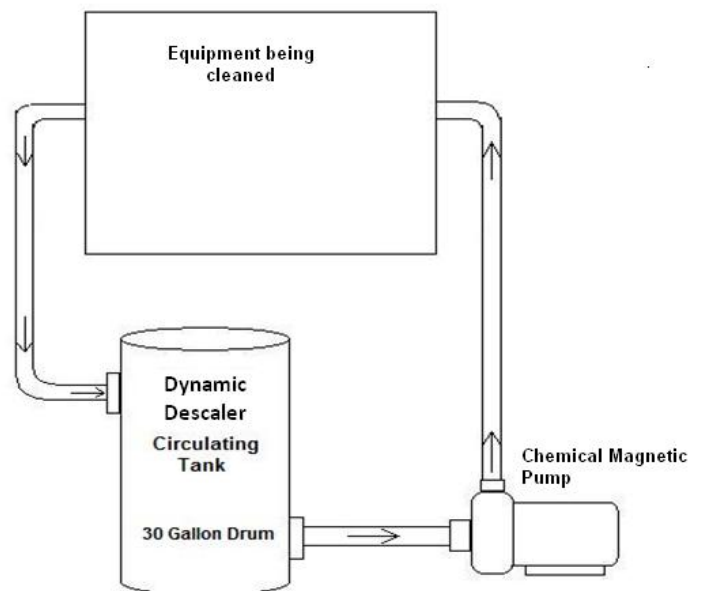 Equipment being
cleaned
Dynamic
Descaler
Circulating
Tank
30 Gallon Drum
Chemical Magnetic
Pump